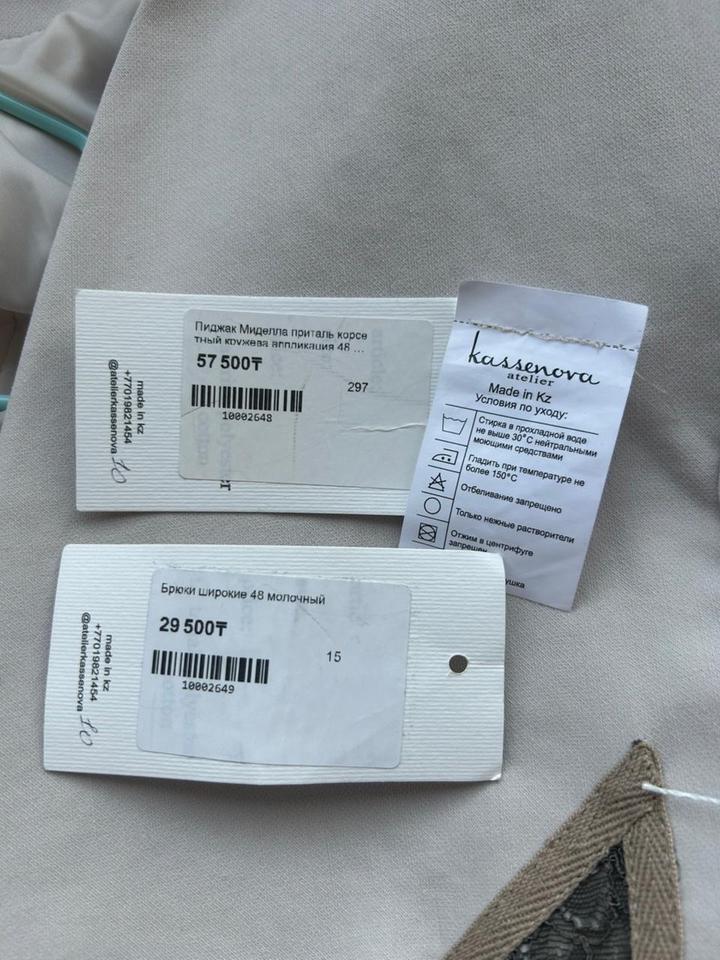 Пиджак Миделла приталь корсе
тный кружева аппликация 48 ...
57 500₸
297
10002648
made in kz
+77019821454
@atelierkassenova
kassenova
atelier
Made in Kz
Условия по уходу:
Стирка в прохладной воде
не выше 30°C нейтральными
моющими средствами
Гладить при температуре не
более 150°C
Отбеливание запрещено
Только нежные растворители
Отжим в центрифуге
запрещен
Брюки широкие 48 молочный
29 500₸
15
10002649
made in kz
+77019821454
@atelierkassenova